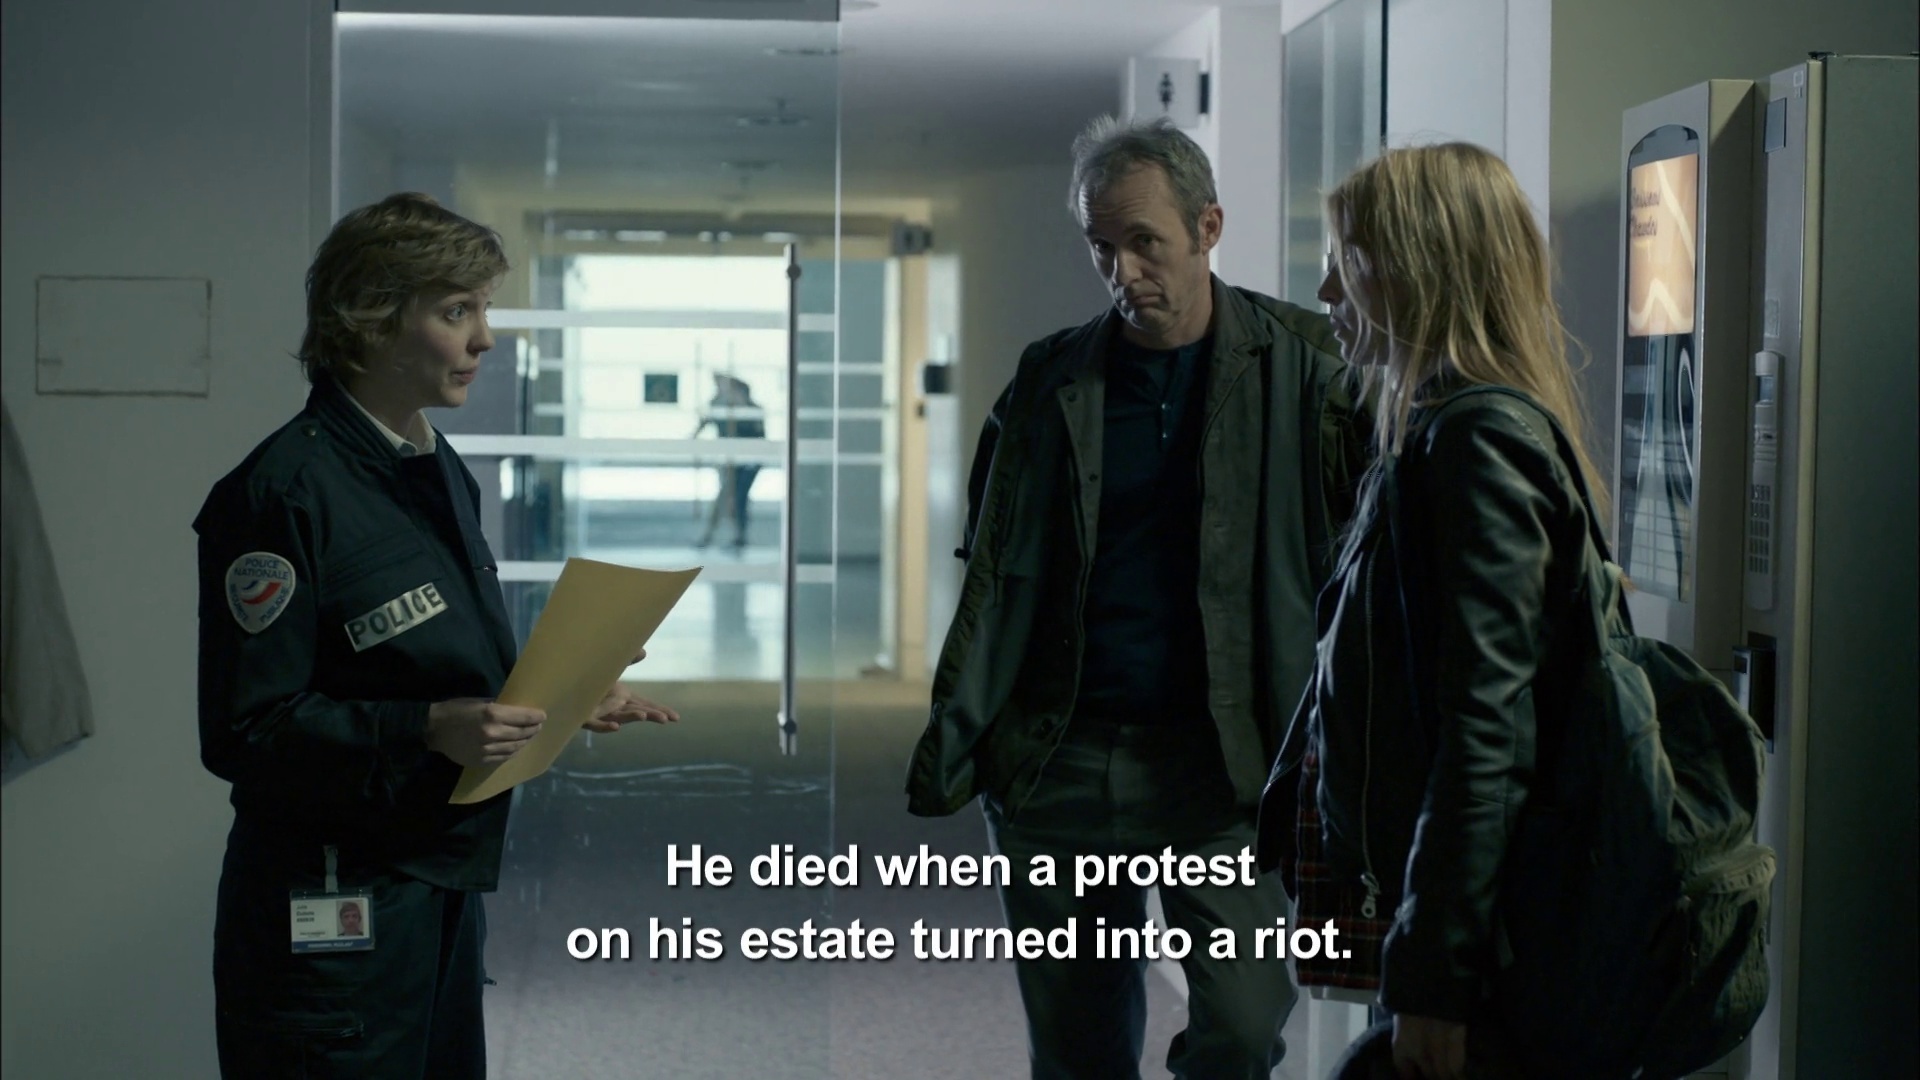 POLICE
NATIONALE
POLICE
He died when a protest
on his estate turned into a riot.